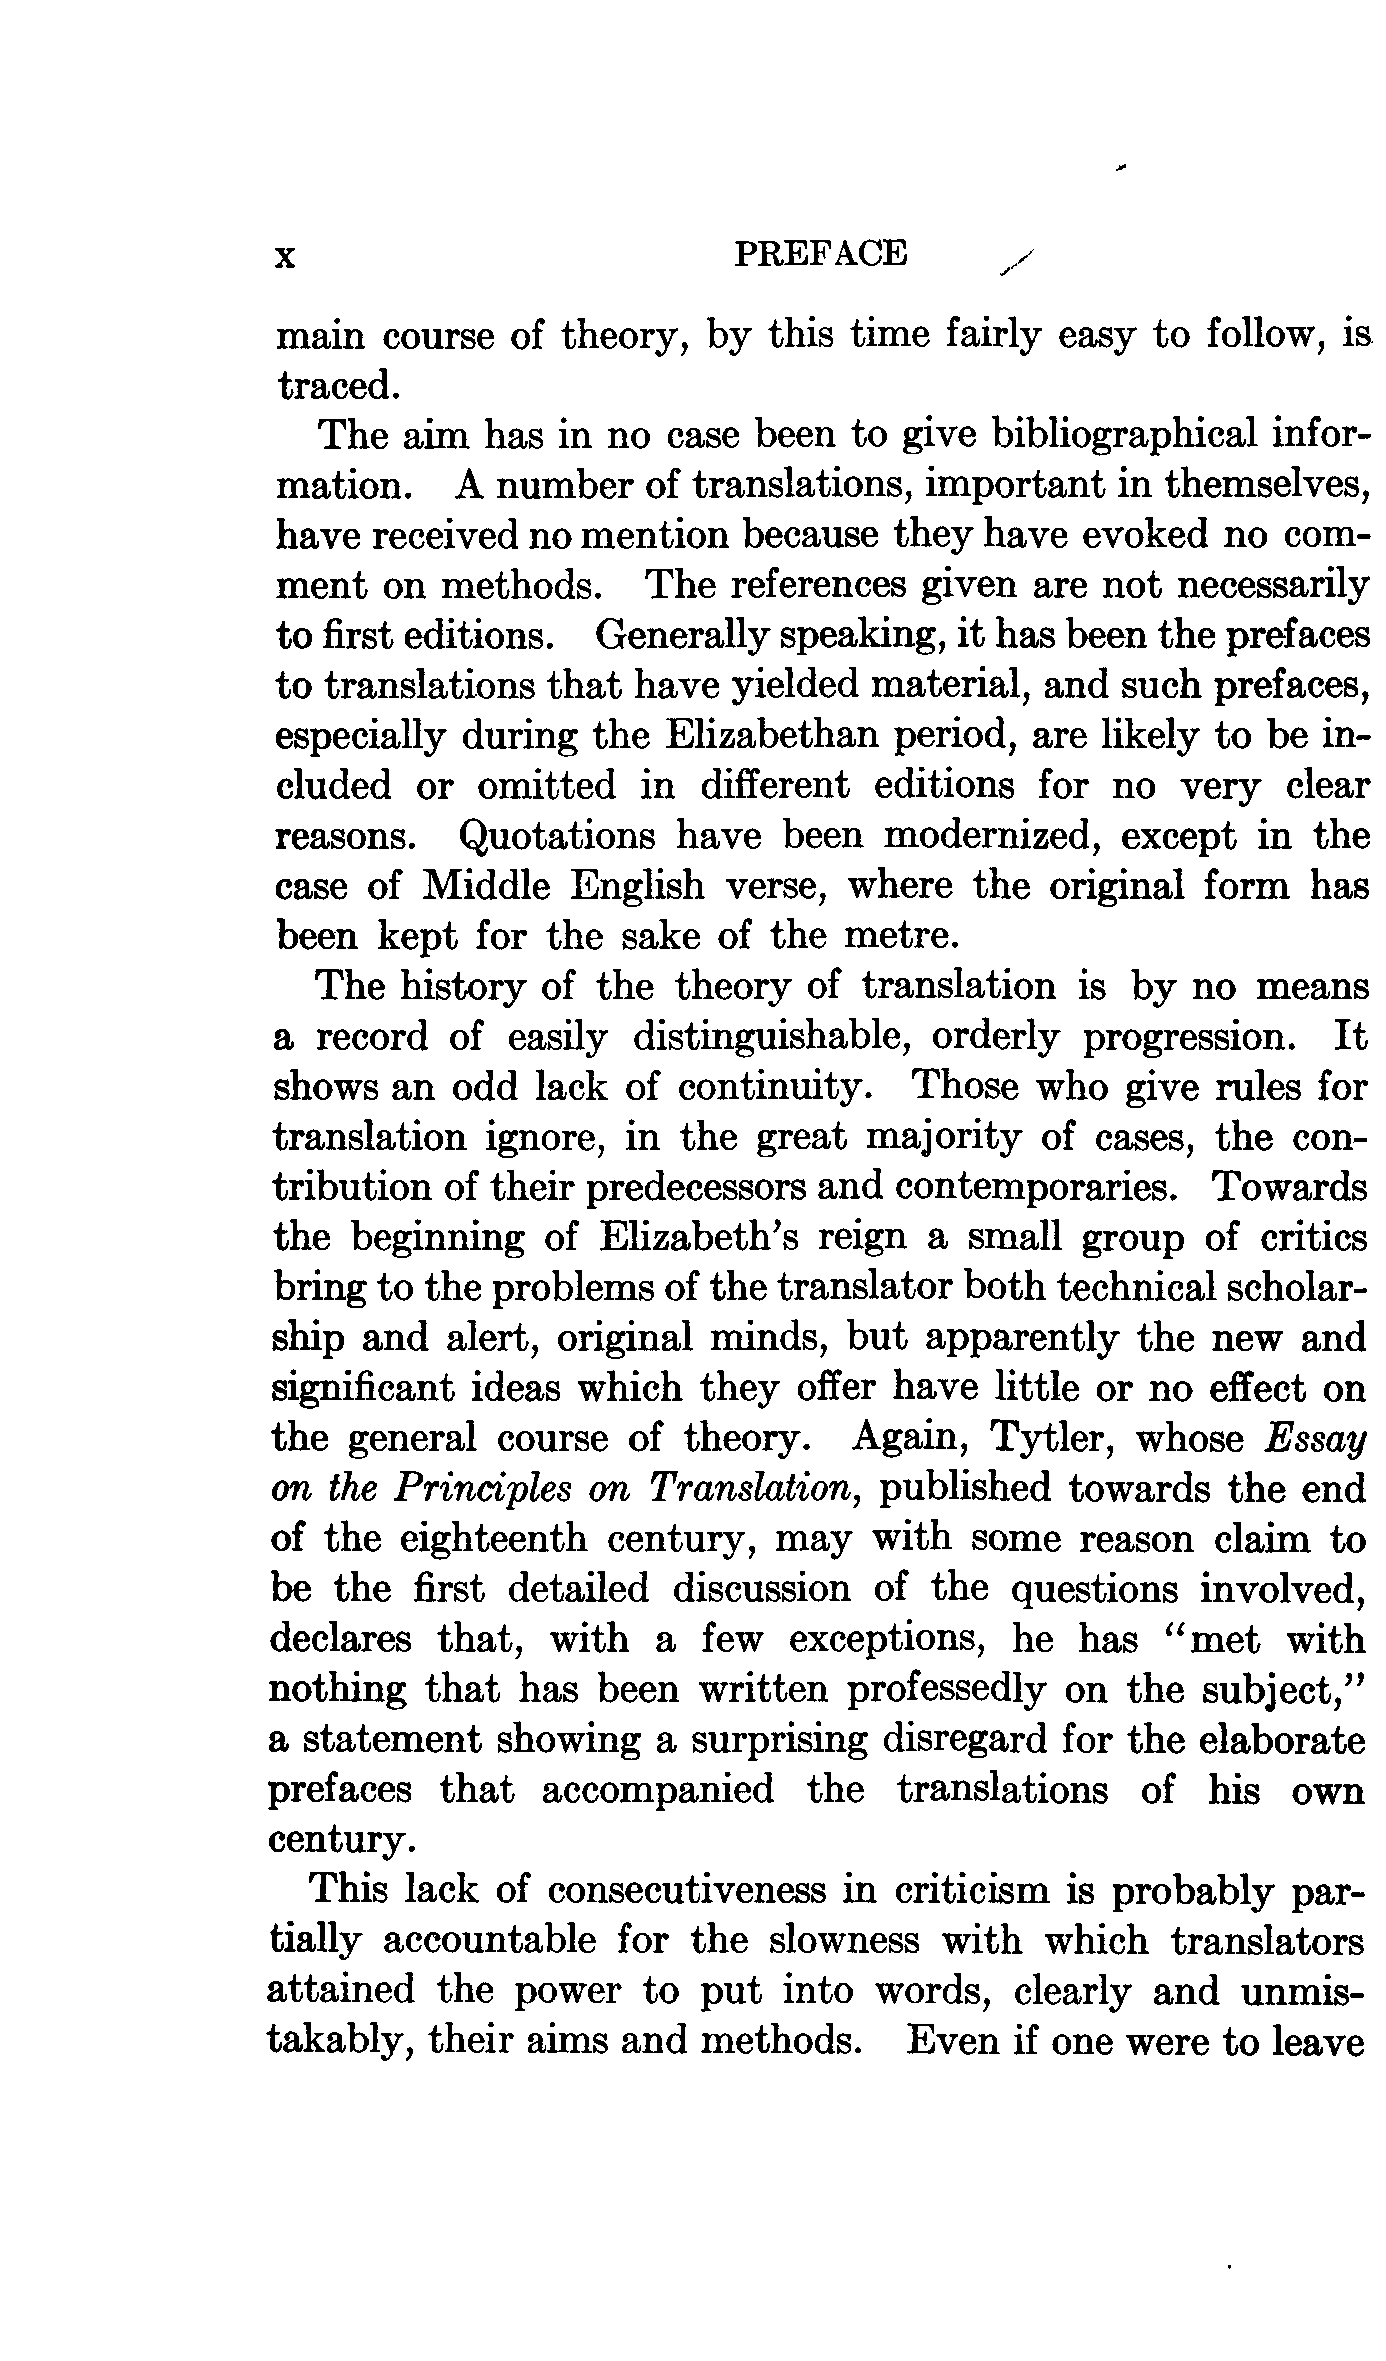 x PREFACE
main course of theory, by this time fairly easy to follow, is
traced.
The aim has in no case been to give bibliographical infor-
mation. A number of translations, important in themselves,
have received no mention because they have evoked no com-
ment on methods. The references given are not necessarily
to first editions. Generally speaking, it has been the prefaces
to translations that have yielded material, and such prefaces,
especially during the Elizabethan period, are likely to be in-
cluded or omitted in different editions for no very clear
reasons. Quotations have been modernized, except in the
case of Middle English verse, where the original form has
been kept for the sake of the metre.
The history of the theory of translation is by no means
a record of easily distinguishable, orderly progression. It
shows an odd lack of continuity. Those who give rules for
translation ignore, in the great majority of cases, the con-
tribution of their predecessors and contemporaries. Towards
the beginning of Elizabeth's reign a small group of critics
bring to the problems of the translator both technical scholar-
ship and alert, original minds, but apparently the new and
significant ideas which they offer have little or no effect on
the general course of theory. Again, Tytler, whose Essay
on the Principles on Translation, published towards the end
of the eighteenth century, may with some reason claim to
be the first detailed discussion of the questions involved,
declares that, with a few exceptions, he has "met with
nothing that has been written professedly on the subject,"
a statement showing a surprising disregard for the elaborate
prefaces that accompanied the translations of his own
century.
This lack of consecutiveness in criticism is probably par-
tially accountable for the slowness with which translators
attained the power to put into words, clearly and unmis-
takably, their aims and methods. Even if one were to leave